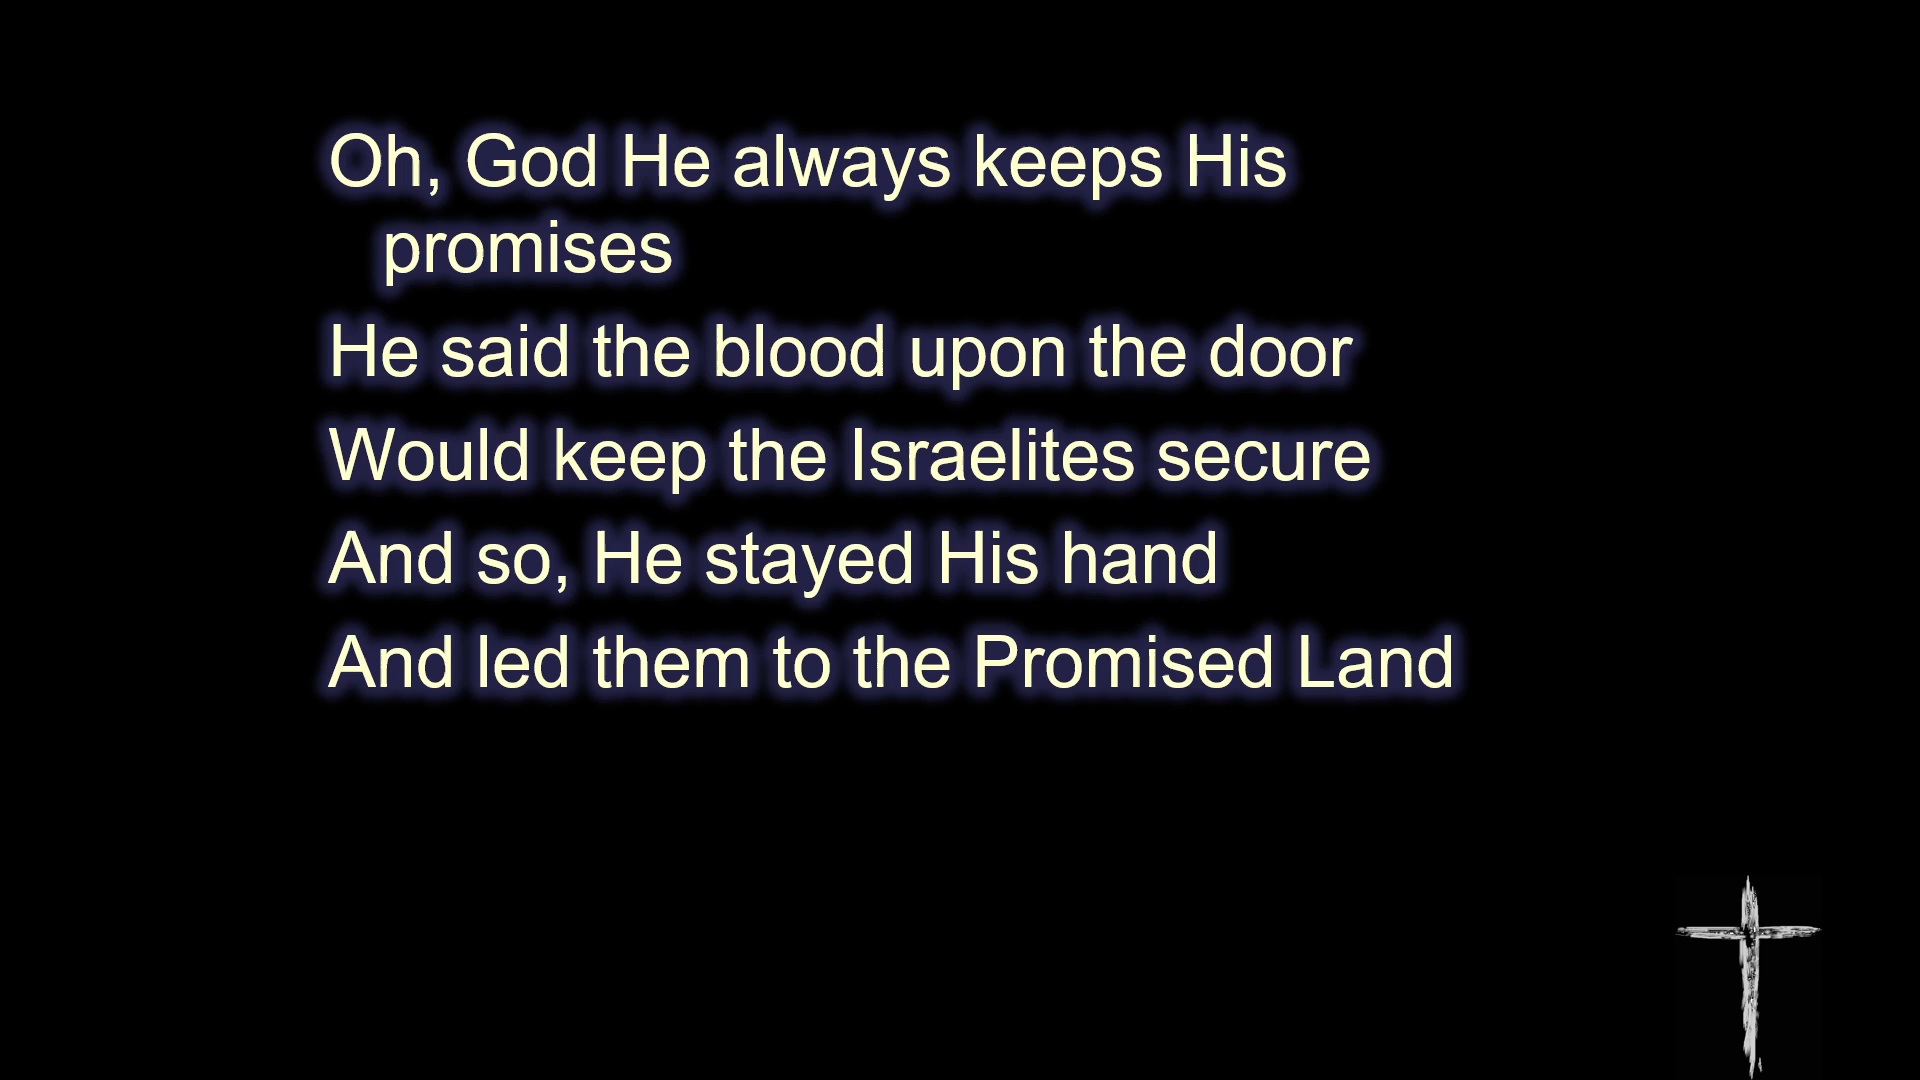 Oh, God He always keeps His
promises
He said the blood upon the door
Would keep the Israelites secure
And so, He stayed His hand
And led them to the Promised Land